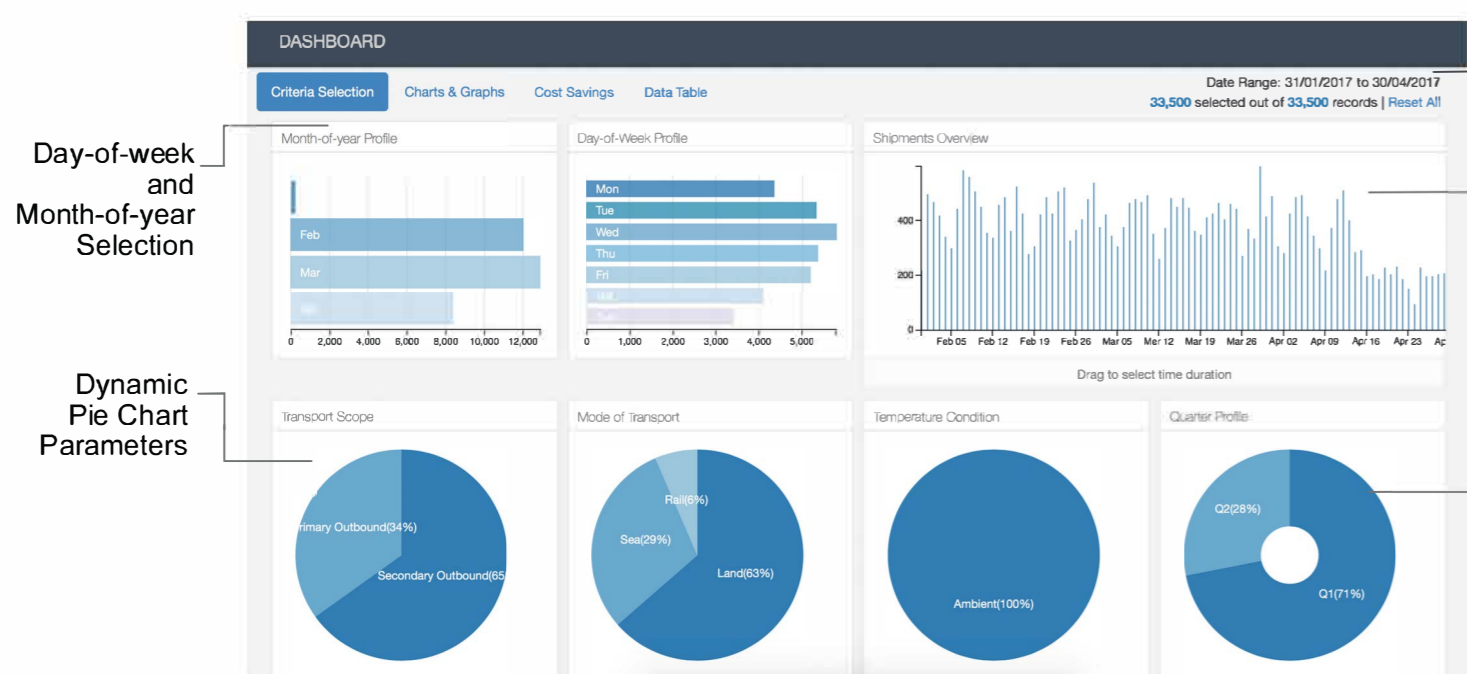 DASHBOARD
Criteria Selection
Charts & Graphs
Cost Savings
Data Table
Date Range: 31/01/2017 to 30/04/2017
33,500 selected out of 33,500 records | Reset All
Day-of-week
and
Month-of-year
Selection
Month-of-year Profile
Feb
Mar
0 2,000 4,000 6,000 8,000 10,000 12,000
Day-of-Week Profile
Mon
Tue
Wed
Thu
Fri
0 1,000 2,000 3,000 4,000 5,000
Shipments Overview
400
200
0
Feb 05 Feb 12 Feb 19 Feb 26 Mar 05 Mer 12 Mar 19 Mar 26 Apr 02 Apr 09 Apr 16 Apr 23 Ap
Drag to select time duration
Dynamic
Pie Chart
Parameters
Transport Scope
rimary Outbound(34%)
Secondary Outbound(65
Mode of Transport
Rail(6%)
Sea(29%)
Land(63%)
Temperature Condition
Ambient(100%)
Quarter Profile
Q2(28%)
Q1(71%)